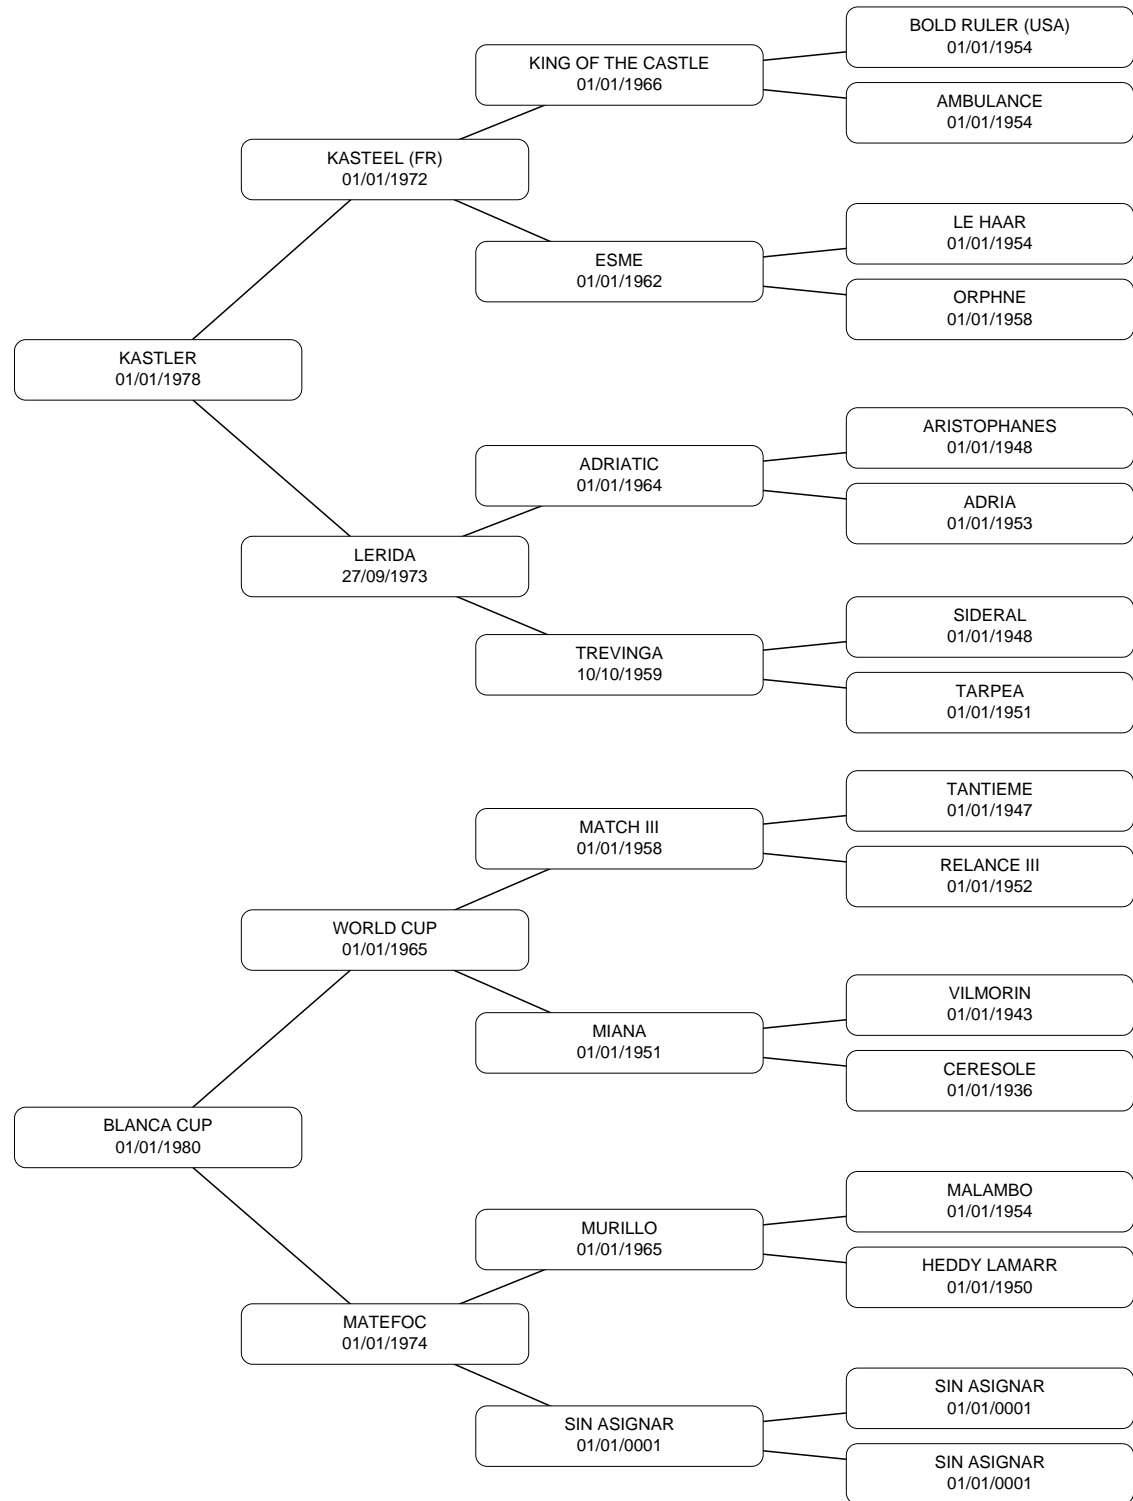 BOLD RULER (USA)
01/01/1954
KING OF THE CASTLE
01/01/1966
AMBULANCE
01/01/1954
KASTEEL (FR)
01/01/1972
LE HAAR
01/01/1954
ESME
01/01/1962
ORPHNE
01/01/1958
KASTLER
01/01/1978
ARISTOPHANES
01/01/1948
ADRIATIC
01/01/1964
ADRIA
01/01/1953
LERIDA
27/09/1973
SIDERAL
01/01/1948
TREVINGA
10/10/1959
TARPEA
01/01/1951
TANTIEME
01/01/1947
MATCH III
01/01/1958
RELANCE III
01/01/1952
WORLD CUP
01/01/1965
VILMORIN
01/01/1943
MIANA
01/01/1951
CERESOLE
01/01/1936
BLANCA CUP
01/01/1980
MALAMBO
01/01/1954
MURILLO
01/01/1965
HEDDY LAMARR
01/01/1950
MATEFOC
01/01/1974
SIN ASIGNAR
01/01/0001
SIN ASIGNAR
01/01/0001
SIN ASIGNAR
01/01/0001